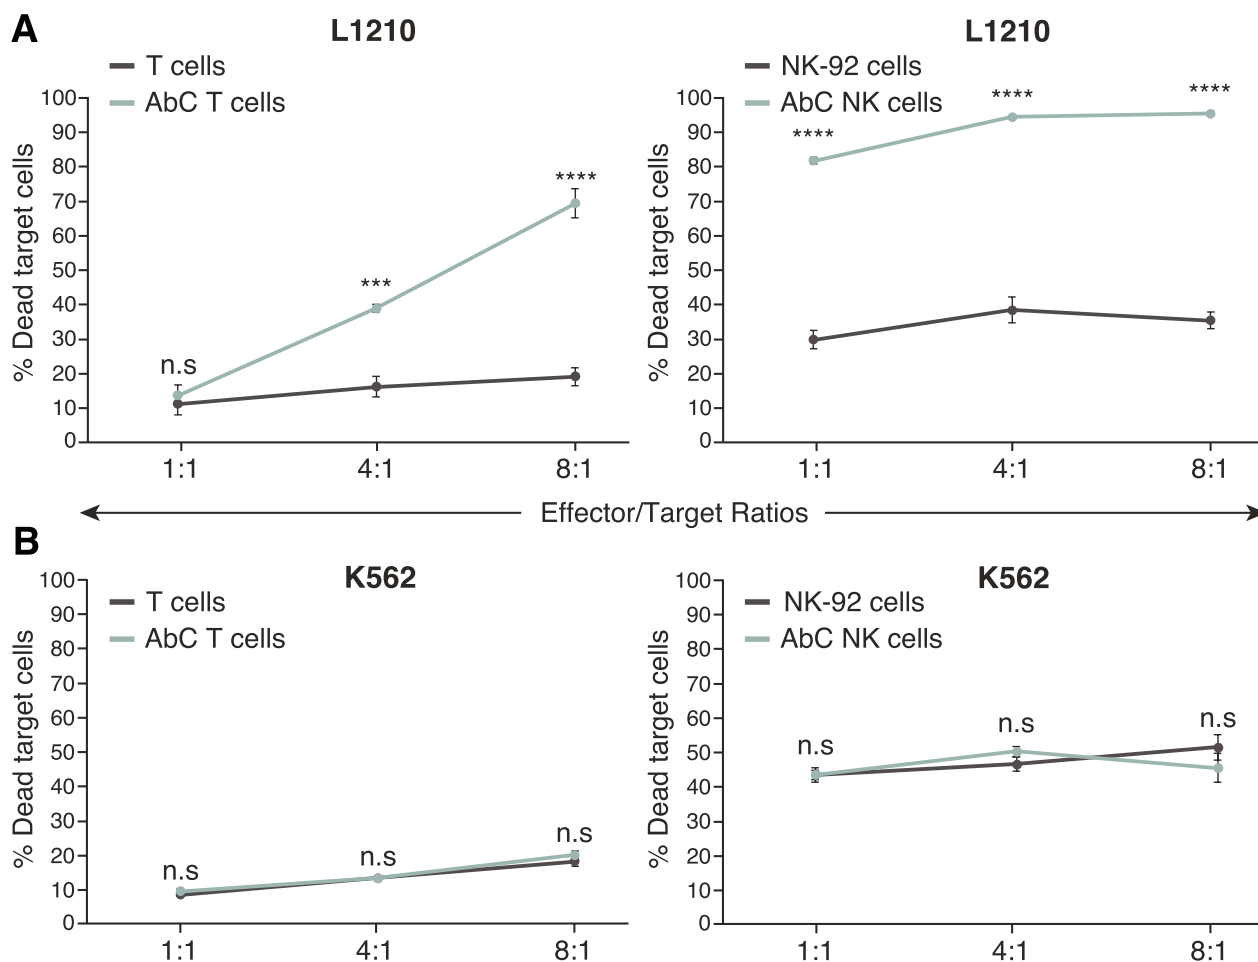 A
L1210
T cells
AbC T cells
% Dead target cells
100
90
80
70
60
50
40
30
20
10
0
n.s
***
****
1:1
4:1
8:1
L1210
NK-92 cells
AbC NK cells
% Dead target cells
100
90
80
70
60
50
40
30
20
10
0
****
****
****
1:1
4:1
8:1
Effector/Target Ratios
B
K562
T cells
AbC T cells
% Dead target cells
100
90
80
70
60
50
40
30
20
10
0
n.s
n.s
n.s
1:1
4:1
8:1
K562
NK-92 cells
AbC NK cells
% Dead target cells
100
90
80
70
60
50
40
30
20
10
0
n.s
n.s
n.s
1:1
4:1
8:1